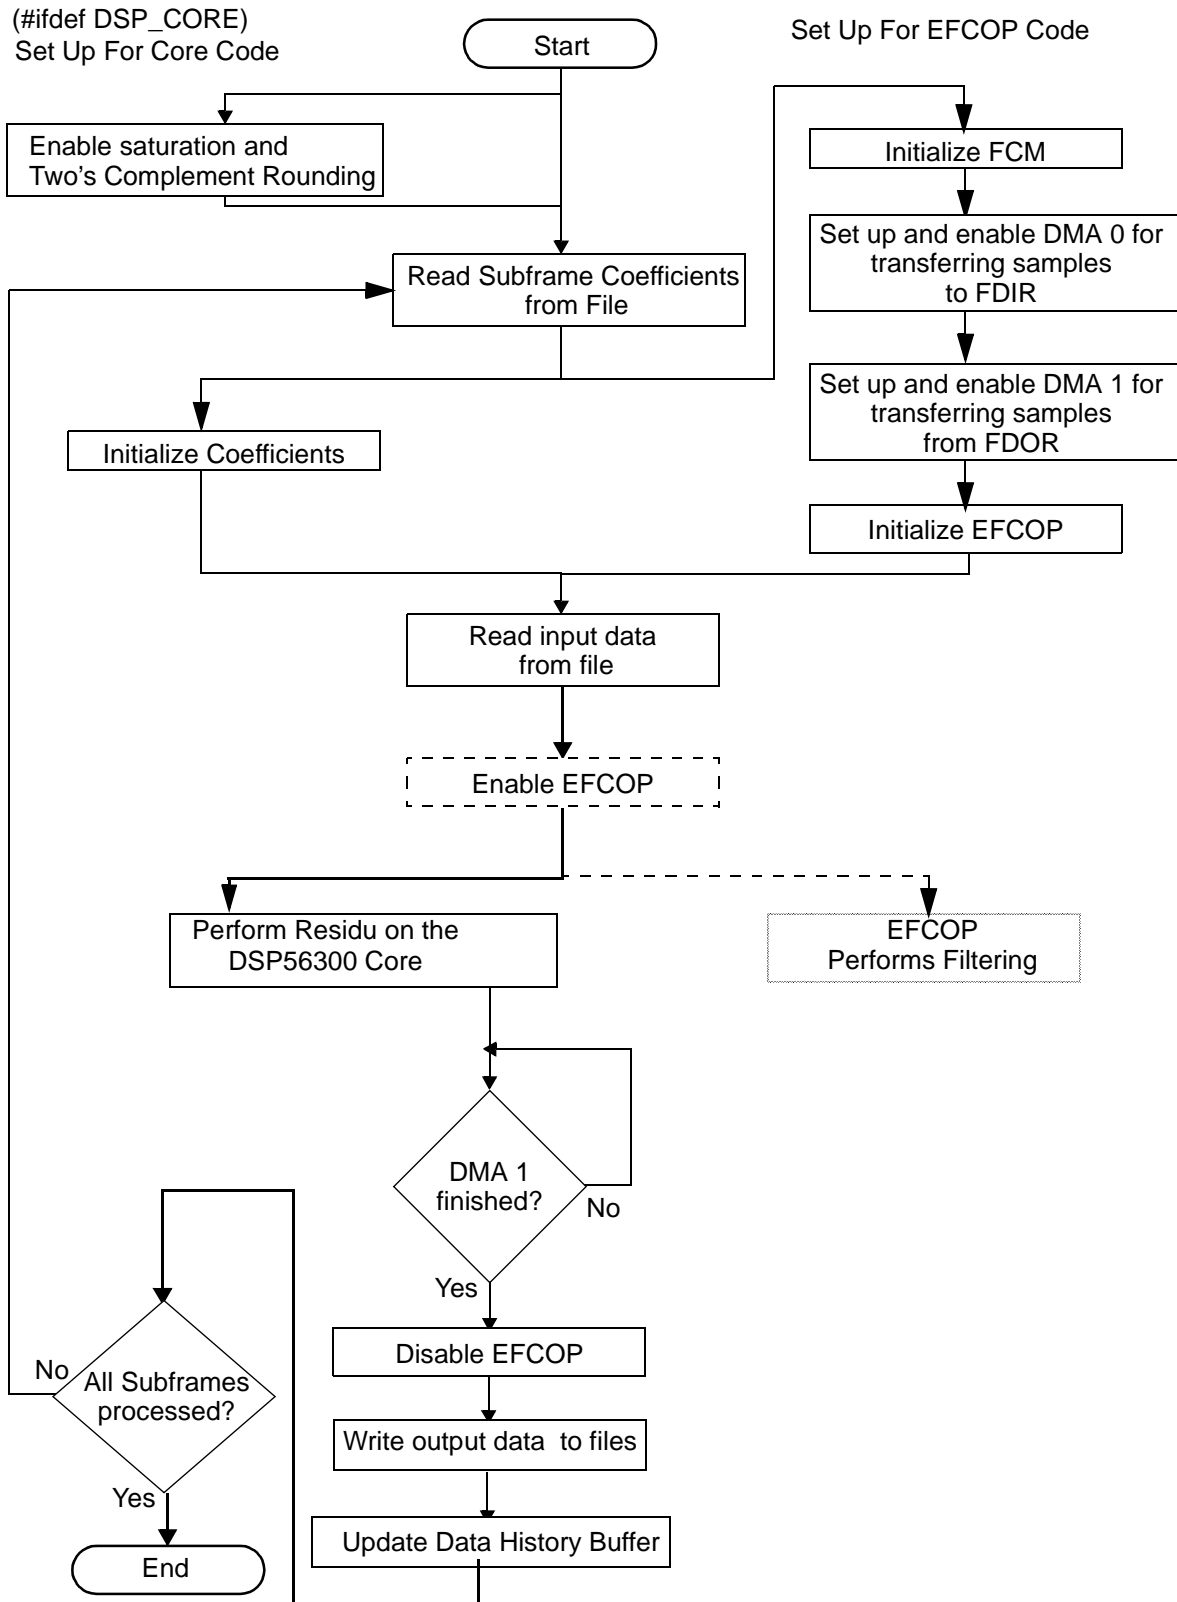 (#ifdef DSP_CORE)
Set Up For Core Code
Start
Set Up For EFCOP Code
Enable saturation and
Two's Complement Rounding
Initialize FCM
Set up and enable DMA 0 for
transferring samples
to FDIR
Read Subframe Coefficients
from File
Set up and enable DMA 1 for
transferring samples
from FDOR
Initialize Coefficients
Initialize EFCOP
Read input data
from file
Enable EFCOP
Perform Residu on the
DSP56300 Core
EFCOP
Performs Filtering
DMA 1
finished?
No
Yes
Disable EFCOP
Write output data  to files
Update Data History Buffer
No
All Subframes
processed?
Yes
End